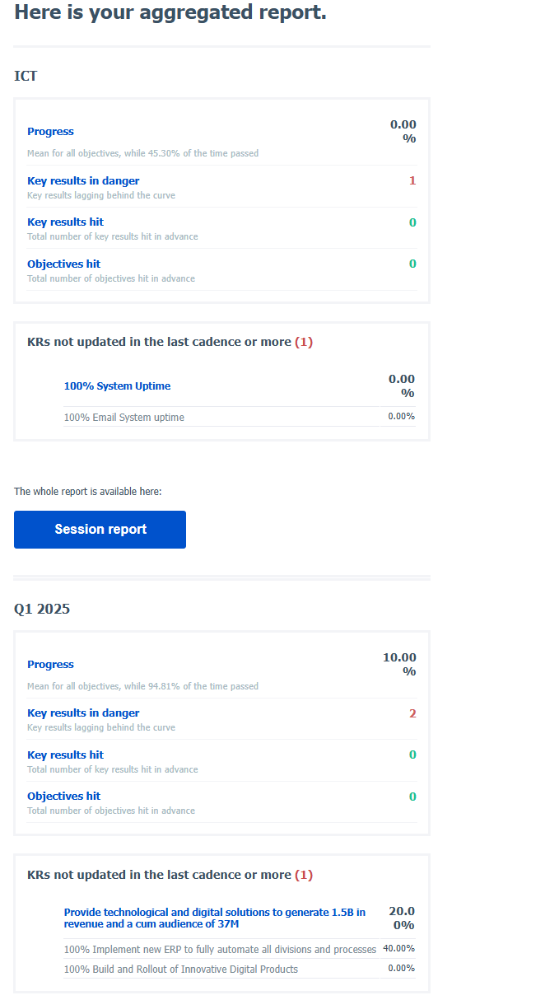 Here is your aggregated report.
ICT
Progress
0.00
%
Mean for all objectives, while 45.30% of the time passed
Key results in danger
1
Key results lagging behind the curve
Key results hit
0
Total number of key results hit in advance
Objectives hit
0
Total number of objectives hit in advance
KRs not updated in the last cadence or more (1)
100% System Uptime
0.00
%
100% Email System uptime
0.00%
The whole report is available here:
Session report
Q1 2025
Progress
10.00
%
Mean for all objectives, while 94.81% of the time passed
Key results in danger
2
Key results lagging behind the curve
Key results hit
0
Total number of key results hit in advance
Objectives hit
0
Total number of objectives hit in advance
KRs not updated in the last cadence or more (1)
Provide technological and digital solutions to generate 1.5B in
revenue and a cum audience of 37M
20.0
0%
100% Implement new ERP to fully automate all divisions and processes
40.00%
100% Build and Rollout of Innovative Digital Products
0.00%